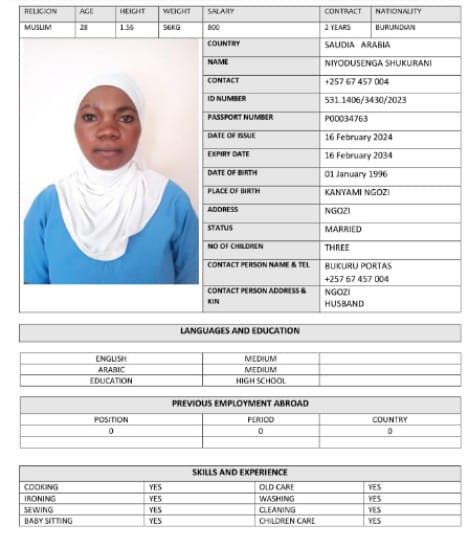 RELIGION AGE HEIGHT WEIGHT SALARY CONTRACT NATIONALITY
MUSLIM 28 1.56 56KG 800 2 YEARS BURUNDIAN
COUNTRY SAUDIA ARABIA
NAME NIYODUSENGA SHUKURANI
CONTACT +257 67 457 004
ID NUMBER 531.1406/3430/2023
PASSPORT NUMBER P00034763
DATE OF ISSUE 16 February 2024
EXPIRY DATE 16 February 2034
DATE OF BIRTH 01 January 1996
PLACE OF BIRTH KANYAMI NGOZI
ADDRESS NGOZI
STATUS MARRIED
NO OF CHILDREN THREE
CONTACT PERSON NAME & TEL BUKURU PORTAS
+257 67 457 004
CONTACT PERSON ADDRESS & NGOZI
KIN HUSBAND
LANGUAGES AND EDUCATION
ENGLISH MEDIUM
ARABIC MEDIUM
EDUCATION HIGH SCHOOL
PREVIOUS EMPLOYMENT ABROAD
POSITION PERIOD COUNTRY
0 0 0
SKILLS AND EXPERIENCE
COOKING YES OLD CARE YES
IRONING YES WASHING YES
SEWING YES CLEANING YES
BABY SITTING YES CHILDREN CARE YES